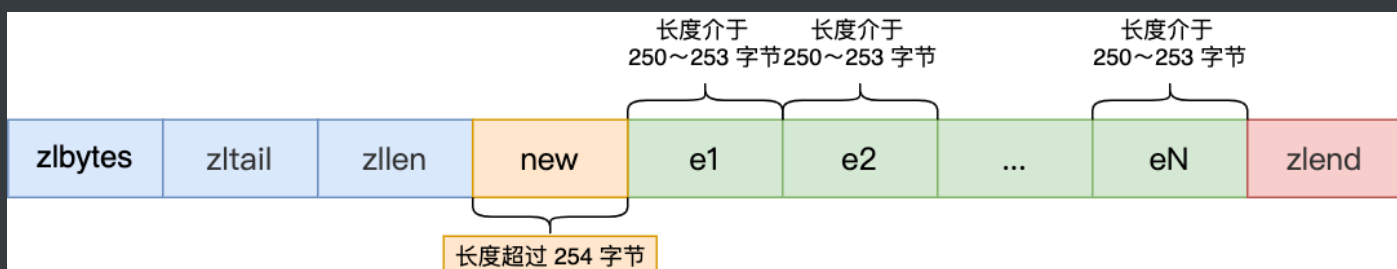 长度介于
250～253 字节
长度介于
250～253 字节
长度介于
250～253 字节
zlbytes
zltail
zllen
new
e1
e2
...
eN
zlend
长度超过 254 字节